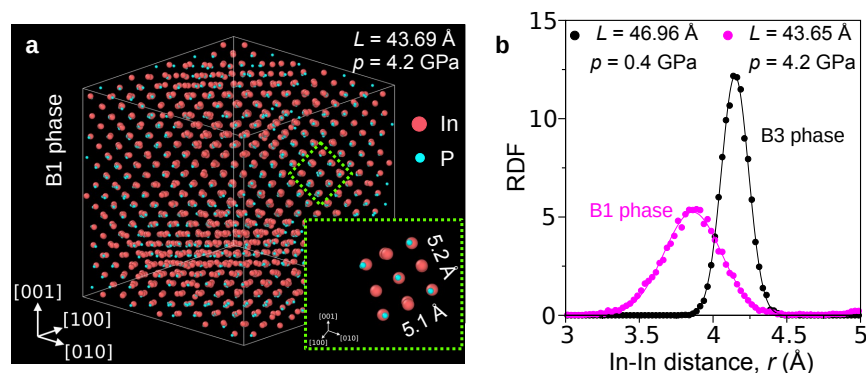 a
L = 43.69 Å
p = 4.2 GPa
B1 phase
In
P
5.2 Å
5.1 Å
[001]
[100]
[010]
[001]
[100]
[010]
b
L = 46.96 Å
p = 0.4 GPa
L = 43.65 Å
p = 4.2 GPa
B3 phase
B1 phase
RDF
15
10
5
0
3
3.5
4
4.5
5
In-In distance, r (Å)